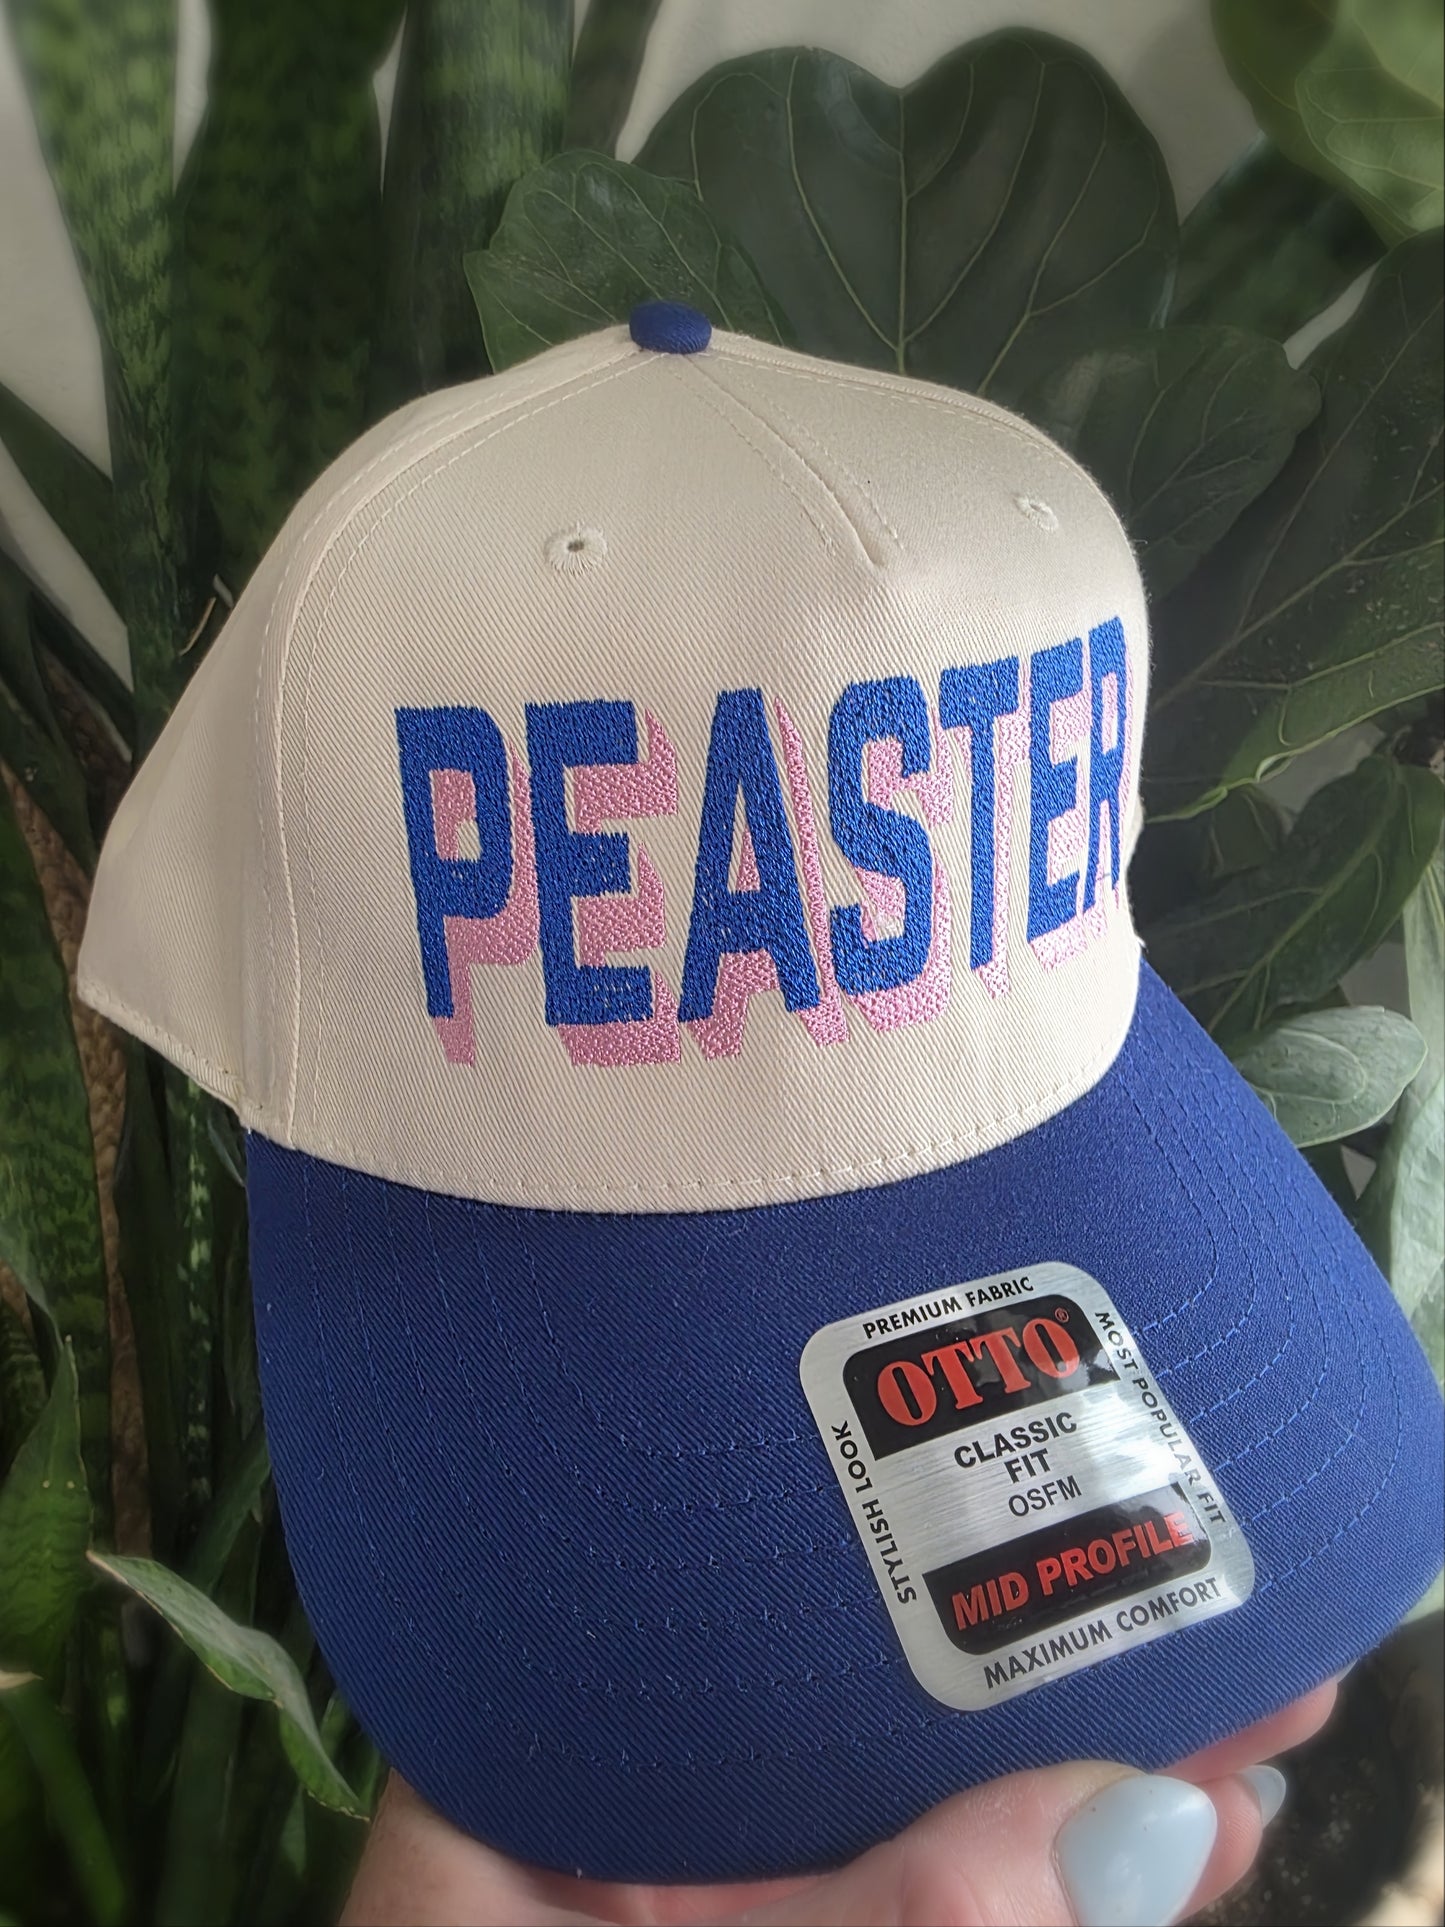 PEASTER
PREMIUM FABRIC
OTTO®
CLASSIC
FIT
OSFM
MID PROFILE
MAXIMUM COMFORT
STYLISH LOOK
MOST POPULAR FIT